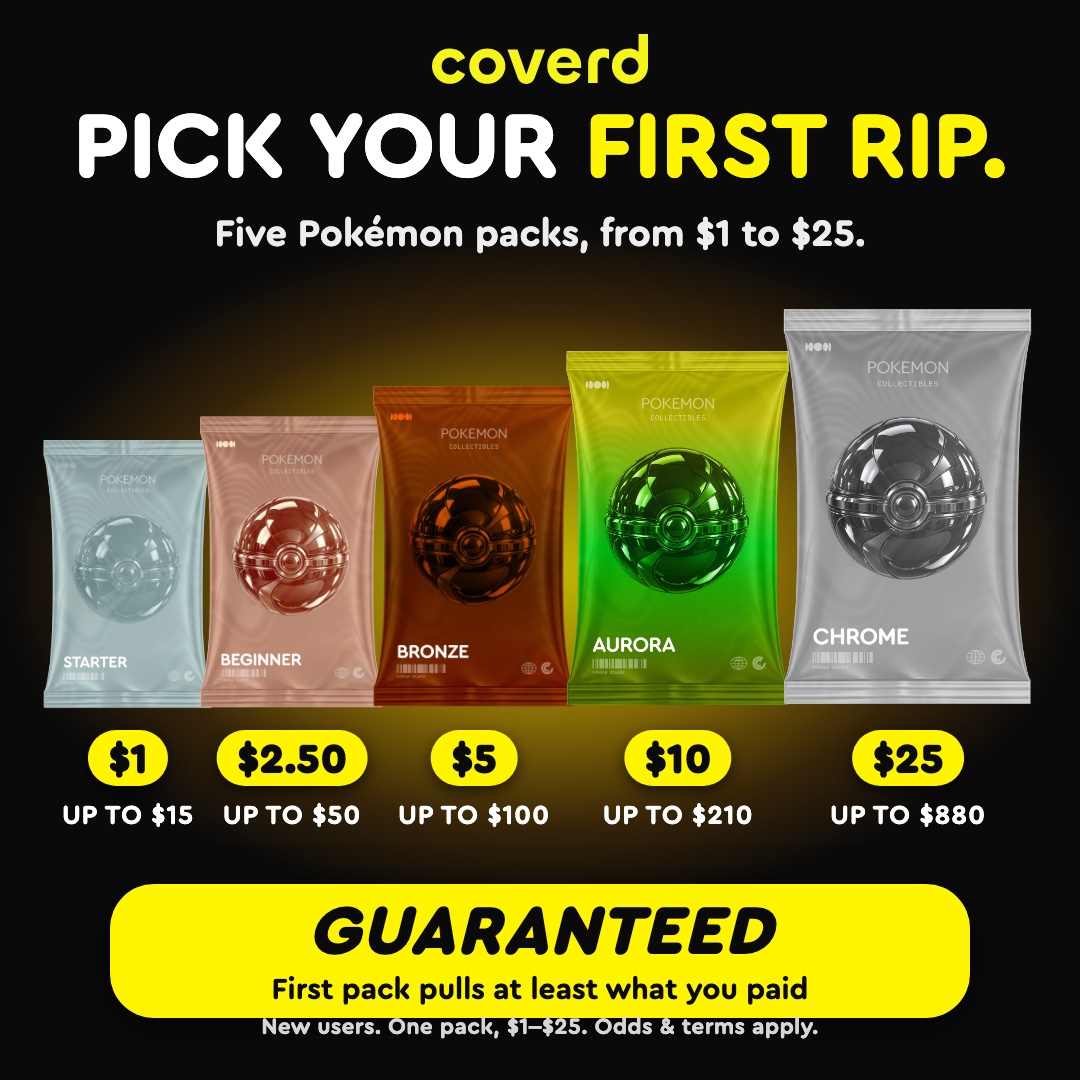 coverd
PICK YOUR FIRST RIP.
Five Pokémon packs, from $1 to $25.
POKEMON
COLLECTIBLES
STARTER
POKEMON
COLLECTIBLES
BEGINNER
POKEMON
COLLECTIBLES
BRONZE
POKEMON
COLLECTIBLES
AURORA
POKEMON
COLLECTIBLES
CHROME
$1
UP TO $15
$2.50
UP TO $50
$5
UP TO $100
$10
UP TO $210
$25
UP TO $880
GUARANTEED
First pack pulls at least what you paid
New users. One pack, $1–$25. Odds & terms apply.